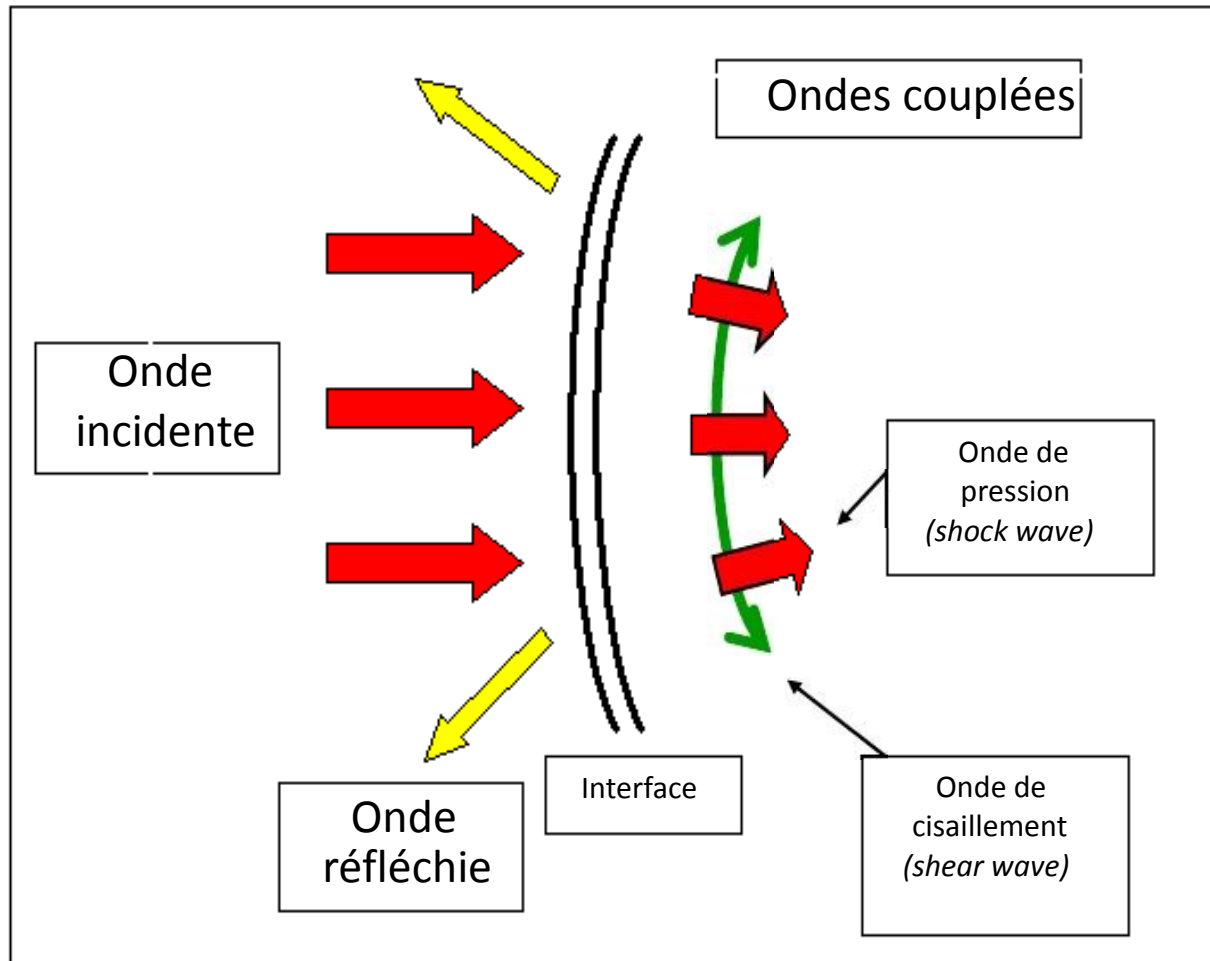 Ondes couplées
Onde
incidente
Onde de
pression
(shock wave)
Interface
Onde
réfléchie
Onde de
cisaillement
(shear wave)